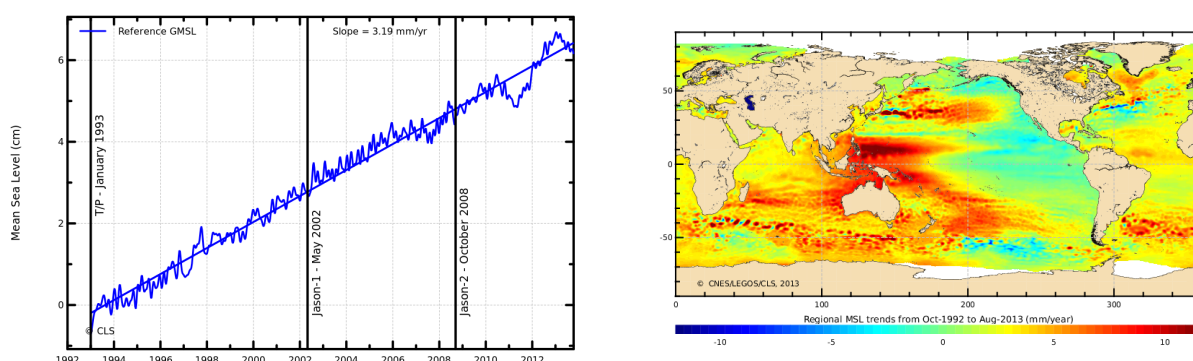 Reference GMSL
Slope = 3.19 mm/yr
Mean Sea Level (cm)
6
4
2
0
T/P - January 1993
Jason-1 - May 2002
Jason-2 - October 2008
© CLS
1992 1994 1996 1998 2000 2002 2004 2006 2008 2010 2012
50
0
-50
© CNES/LEGOS/CLS, 2013
0 100 200 300
Regional MSL trends from Oct-1992 to Aug-2013 (mm/year)
-10 -5 0 5 10